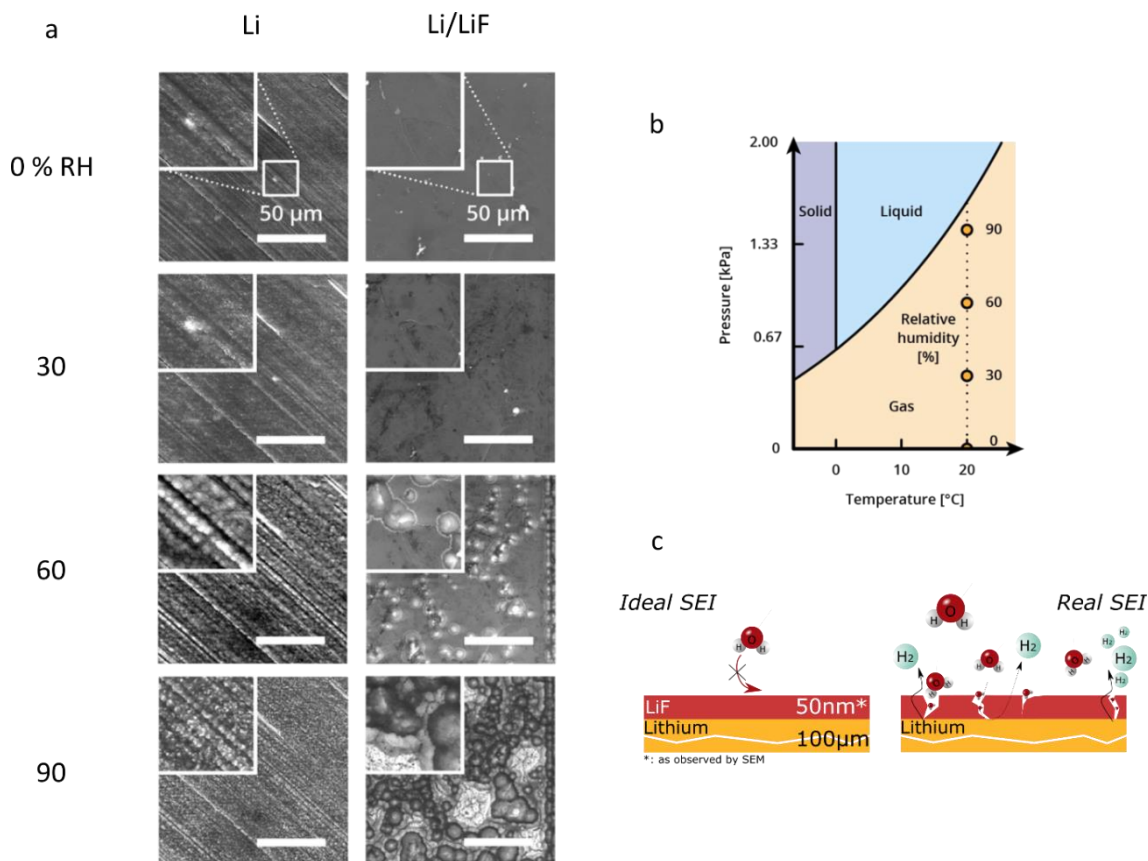 a
Li
Li/LiF
0 % RH
50 µm
50 µm
30
60
90
b
2.00
1.33
0.67
0
Pressure [kPa]
Solid
Liquid
Gas
Relative
humidity
[%]
90
60
30
0
0
10
20
Temperature [°C]
c
Ideal SEI
O
H
H
LiF
50nm*
Lithium
100µm
*: as observed by SEM
Real SEI
O
H
H
H2
H2
H2
H2
H2
H2
H2
O
O
O
Lithium